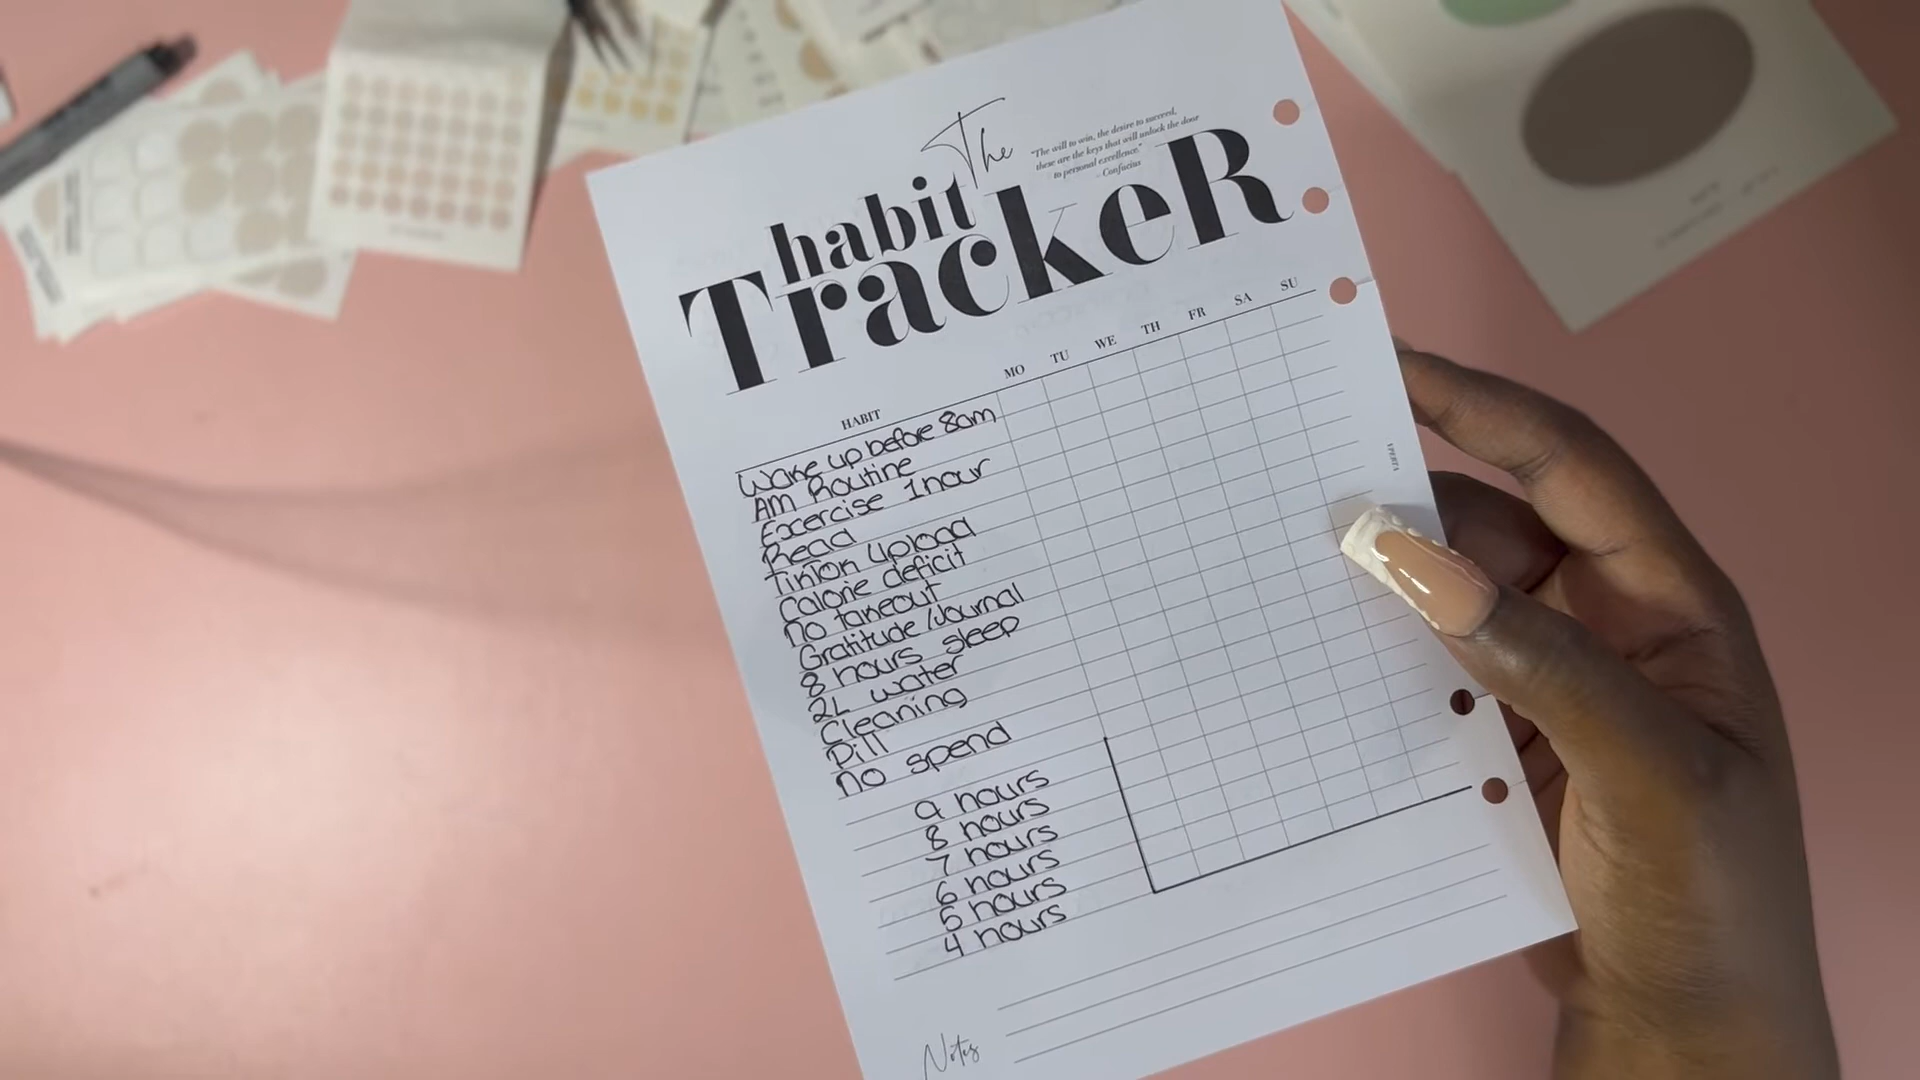 The
"The will to win, the desire to succeed,
these are the keys that will unlock the door
to personal excellence."
- Confucius
habit
Tracker
HABIT MO TU WE TH FR SA SU
Wake up before 8am
AM Routine
Exercise 1hour
Read
TikTok upload
Calorie deficit
No takeout
Gratitude/Journal
8 hours sleep
2L water
Cleaning
Pill
No spend
9 hours
8 hours
7 hours
6 hours
5 hours
4 hours
Notes